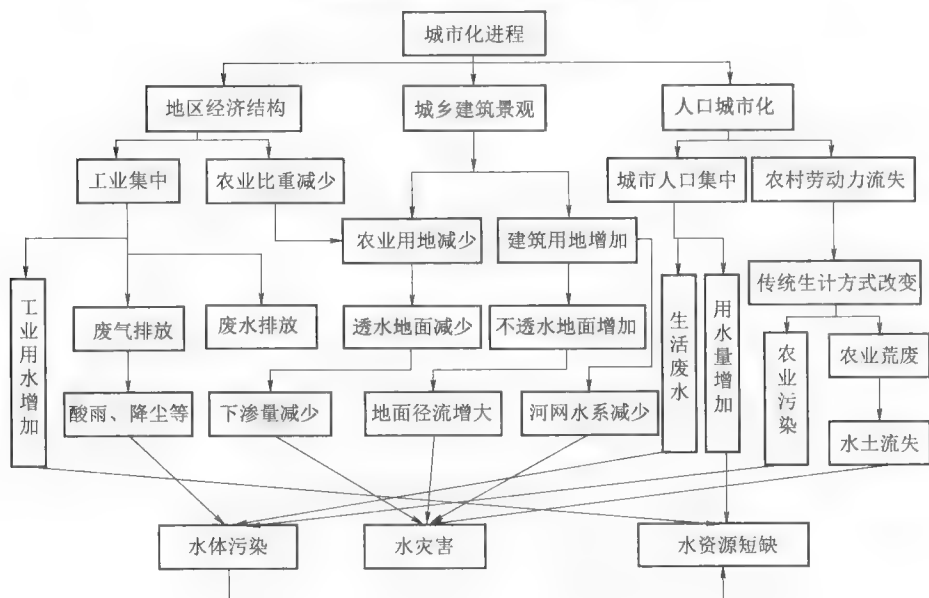 城市化进程
地区经济结构
城乡建筑景观
人口城市化
工业集中
农业比重减少
城市人口集中
农村劳动力流失
农业用地减少
建筑用地增加
工业用水增加
废气排放
废水排放
透水地面减少
不透水地面增加
生活废水
用水量增加
传统生计方式改变
农业污染
农业荒废
酸雨、降尘等
下渗量减少
地面径流增大
河网水系减少
水土流失
水体污染
水灾害
水资源短缺